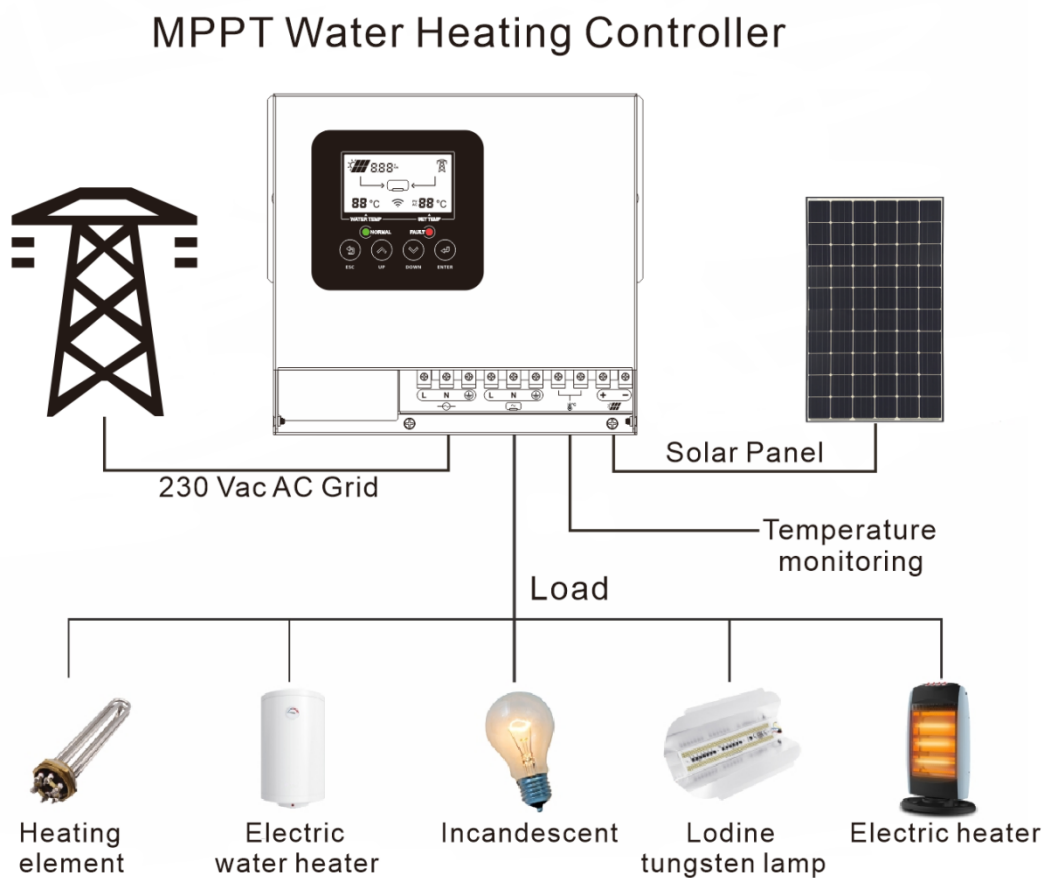 MPPT Water Heating Controller
888
88 °C
88 °C
WATER TEMP
SET TEMP
NORMAL
FAULT
ESC
UP
DOWN
ENTER
L N
L N
+ −
230 Vac AC Grid
Solar Panel
Temperature
monitoring
Load
Heating
element
Electric
water heater
Incandescent
Lodine
tungsten lamp
Electric heater